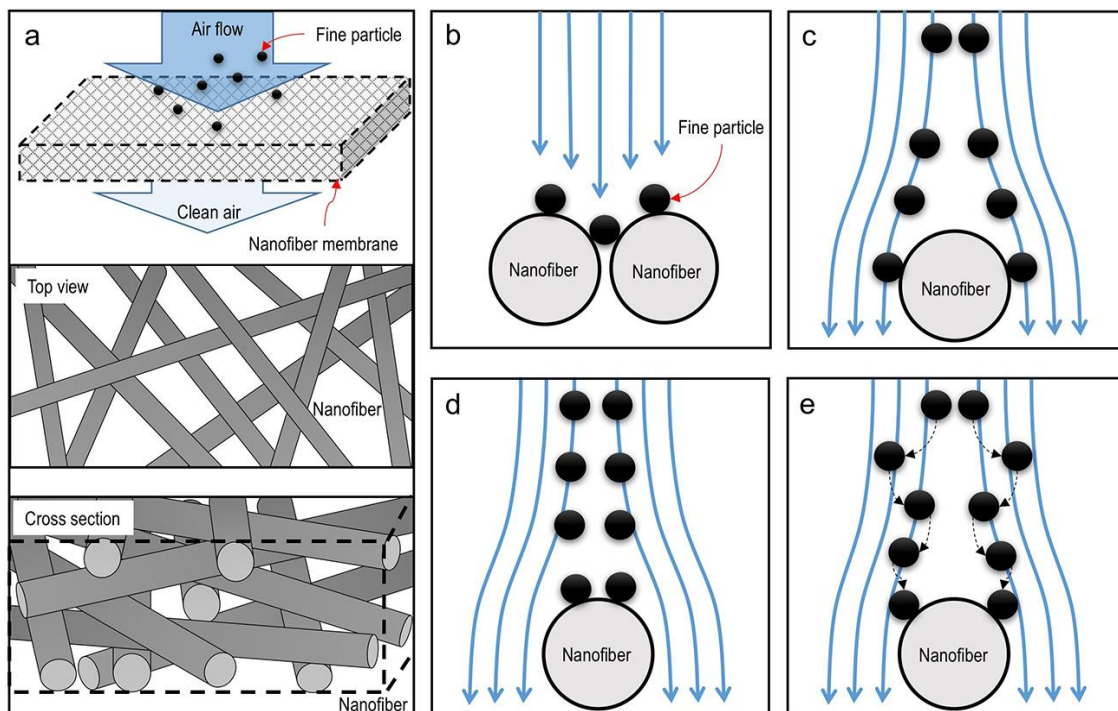 a
Air flow
Fine particle
Clean air
Nanofiber membrane
Top view
Nanofiber
Cross section
Nanofiber
b
Fine particle
Nanofiber
Nanofiber
c
Nanofiber
d
Nanofiber
e
Nanofiber